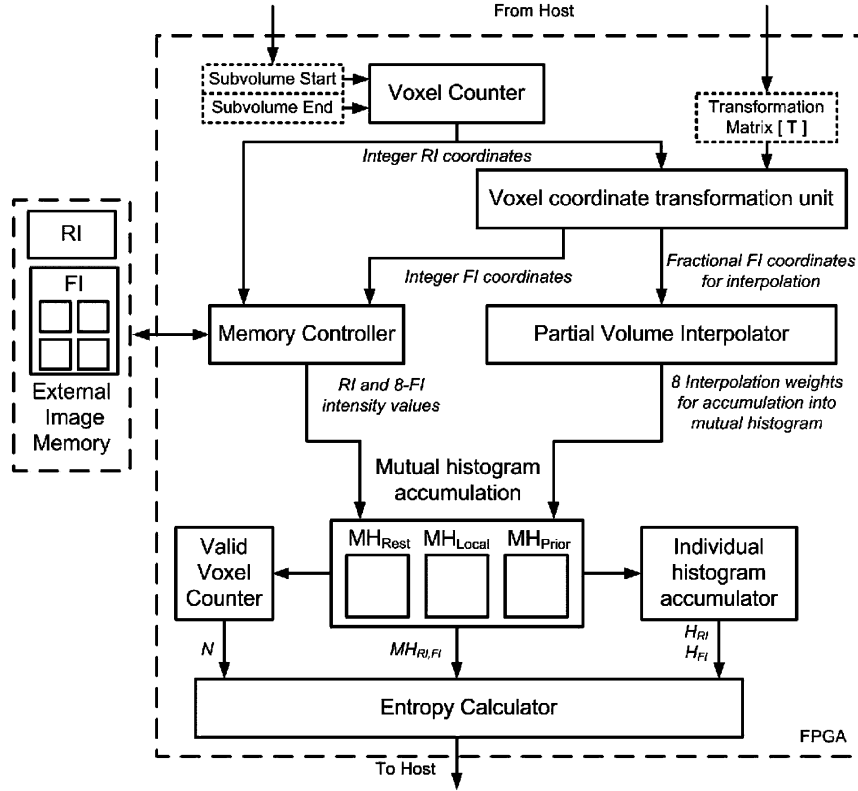 From Host
Subvolume Start
Subvolume End
Voxel Counter
Transformation
Matrix [ T ]
Integer RI coordinates
Voxel coordinate transformation unit
RI
FI
External
Image
Memory
Integer FI coordinates
Fractional FI coordinates
for interpolation
Memory Controller
Partial Volume Interpolator
RI and 8-FI
intensity values
8 Interpolation weights
for accumulation into
mutual histogram
Mutual histogram
accumulation
Valid
Voxel
Counter
MHRest
MHLocal
MHPrior
Individual
histogram
accumulator
N
MHRI,FI
HRI
HFI
Entropy Calculator
FPGA
To Host